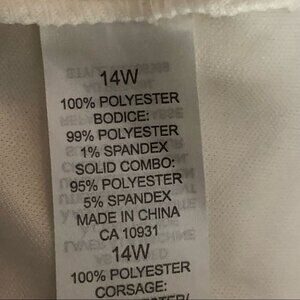 14W
100% POLYESTER
BODICE:
99% POLYESTER
1% SPANDEX
SOLID COMBO:
95% POLYESTER
5% SPANDEX
MADE IN CHINA
CA 10931
14W
100% POLYESTER
CORSAGE: